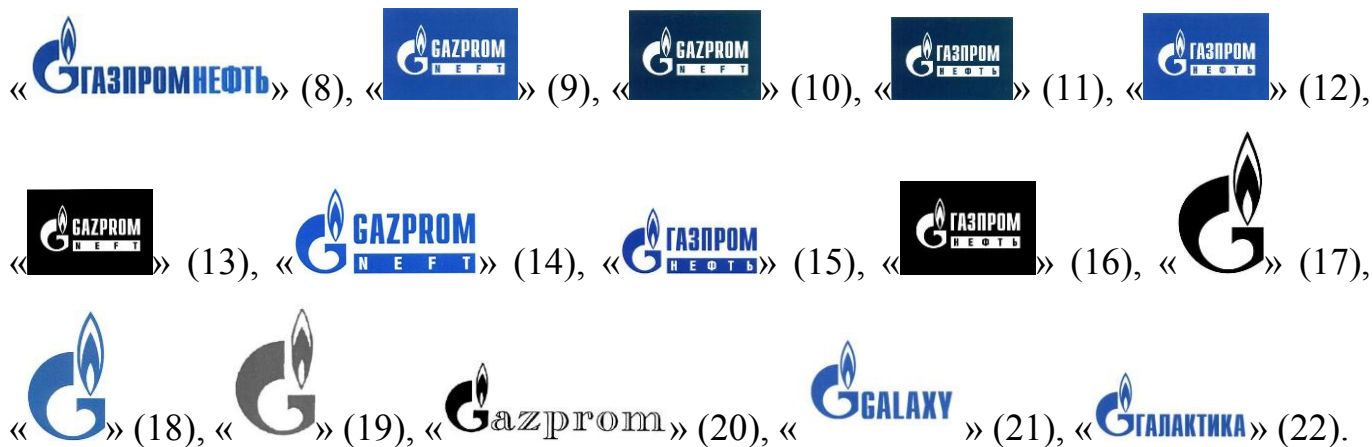 « ГАЗПРОМНЕФТЬ» (8), « GAZPROM NEFT» (9), « GAZPROM NEFT» (10), « ГАЗПРОМ НЕФТЬ» (11), « ГАЗПРОМ НЕФТЬ» (12),
« GAZPROM NEFT» (13), « GAZPROM NEFT» (14), « ГАЗПРОМ НЕФТЬ» (15), « ГАЗПРОМ НЕФТЬ» (16), « G» (17),
« G» (18), « G» (19), « Gazprom» (20), « GALAXY» (21), « ГАЛАКТИКА» (22).